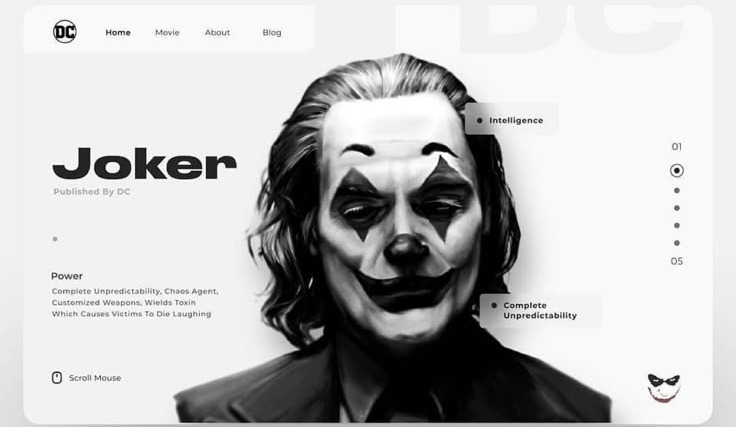 DC
DC
Home
Movie
About
Blog
Intelligence
01
Joker
Published By DC
05
Power
Complete Unpredictability, Chaos Agent,
Customized Weapons, Wields Toxin
Which Causes Victims To Die Laughing
Complete
Unpredictability
Scroll Mouse